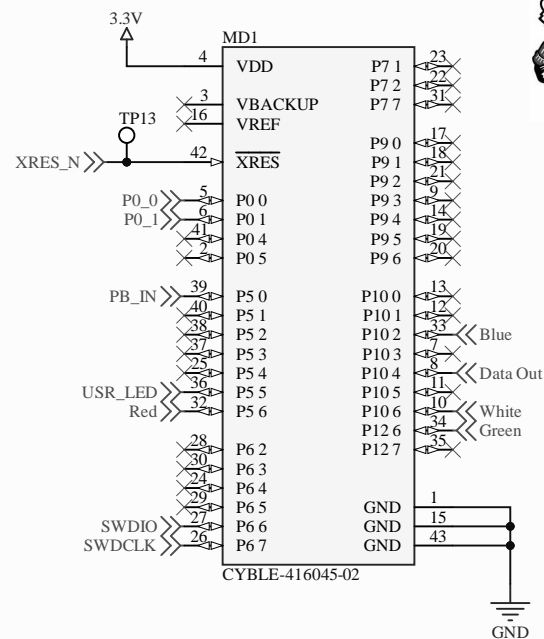 3.3V
MD1
4 VDD
3 VBACKUP
16 VREF
TP13
XRES_N 42 XRES
P0_0 5 P0 0
P0_1 6 P0 1
41 P0 4
2 P0 5
PB_IN 39 P5 0
40 P5 1
38 P5 2
37 P5 3
25 P5 4
USR_LED 36 P5 5
Red 32 P5 6
28 P6 2
30 P6 3
24 P6 4
29 P6 5
SWDIO 27 P6 6
SWDCLK 26 P6 7
P7 1 23
P7 2 22
P7 7 31
P9 0 17
P9 1 18
P9 2 21
P9 3 9
P9 4 14
P9 5 19
P9 6 20
P10 0 13
P10 1 12
P10 2 33 Blue
P10 3 7
P10 4 8 Data Out
P10 5 11
P10 6 10 White
P12 6 34 Green
P12 7 35
GND 1
GND 15
GND 43
CYBLE-416045-02
GND